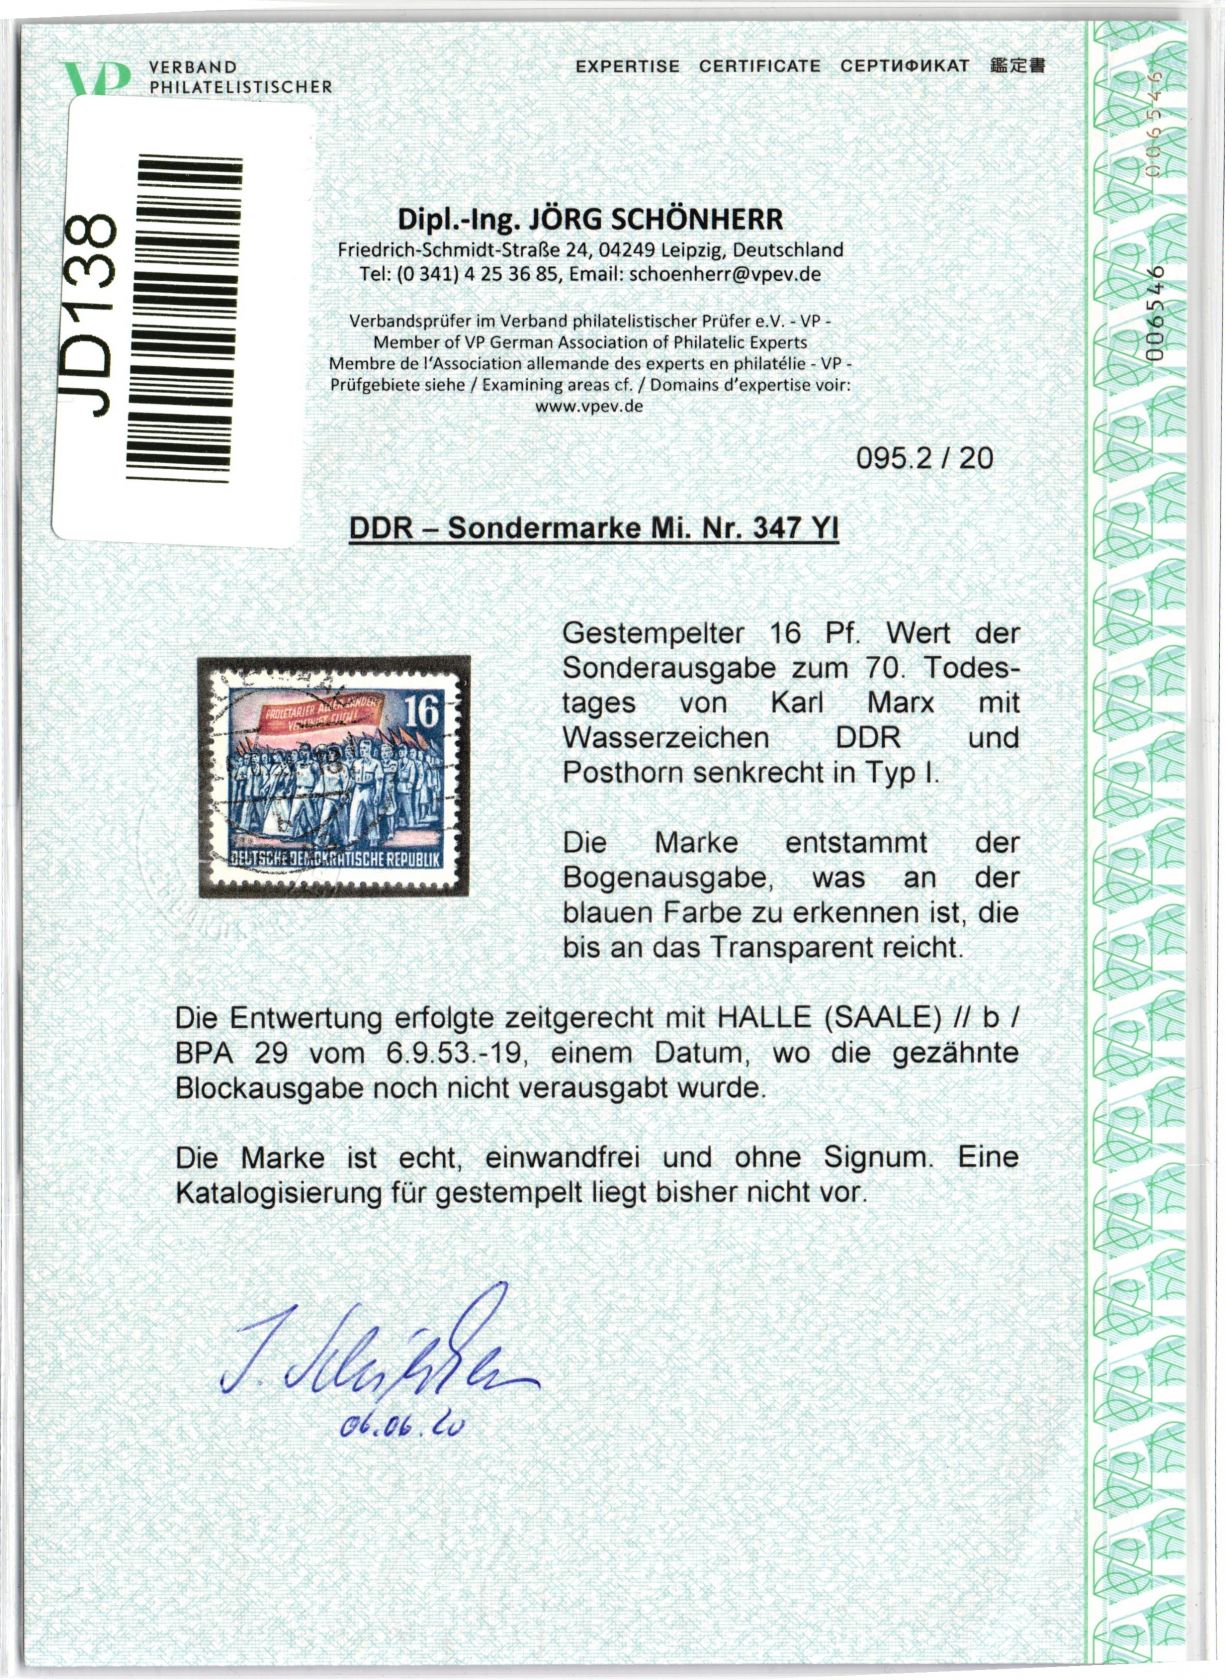 VP VERBAND
PHILATELISTISCHER
EXPERTISE CERTIFICATE СЕРТИФИКАТ 鑑定書
006546
006546
JD138
Dipl.-Ing. JÖRG SCHÖNHERR
Friedrich-Schmidt-Straße 24, 04249 Leipzig, Deutschland
Tel: (0 341) 4 25 36 85, Email: schoenherr@vpev.de
Verbandsprüfer im Verband philatelistischer Prüfer e.V. - VP -
Member of VP German Association of Philatelic Experts
Membre de l'Association allemande des experts en philatélie - VP -
Prüfgebiete siehe / Examining areas cf. / Domains d'expertise voir:
www.vpev.de
095.2 / 20
DDR – Sondermarke Mi. Nr. 347 YI
PROLETARIER ALLER LÄNDER
VEREINIGT EUCH!
16
DEUTSCHE DEMOKRATISCHE REPUBLIK
Gestempelter 16 Pf. Wert der
Sonderausgabe zum 70. Todes-
tages von Karl Marx mit
Wasserzeichen DDR und
Posthorn senkrecht in Typ I.
Die Marke entstammt der
Bogenausgabe, was an der
blauen Farbe zu erkennen ist, die
bis an das Transparent reicht.
Die Entwertung erfolgte zeitgerecht mit HALLE (SAALE) // b /
BPA 29 vom 6.9.53.-19, einem Datum, wo die gezähnte
Blockausgabe noch nicht verausgabt wurde.
Die Marke ist echt, einwandfrei und ohne Signum. Eine
Katalogisierung für gestempelt liegt bisher nicht vor.
J. Schönherr
06.06.20